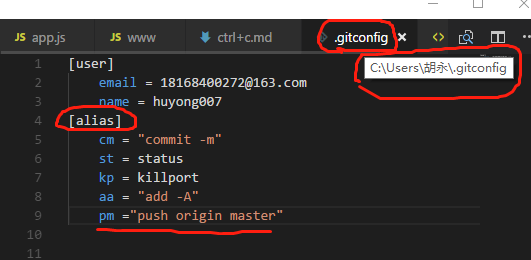 app.js www ctrl+c.md .gitconfig
C:\Users\胡永\.gitconfig
1 [user]
2 email = 18168400272@163.com
3 name = huyong007
4 [alias]
5 cm = "commit -m"
6 st = status
7 kp = killport
8 aa = "add -A"
9 pm ="push origin master"
10
11